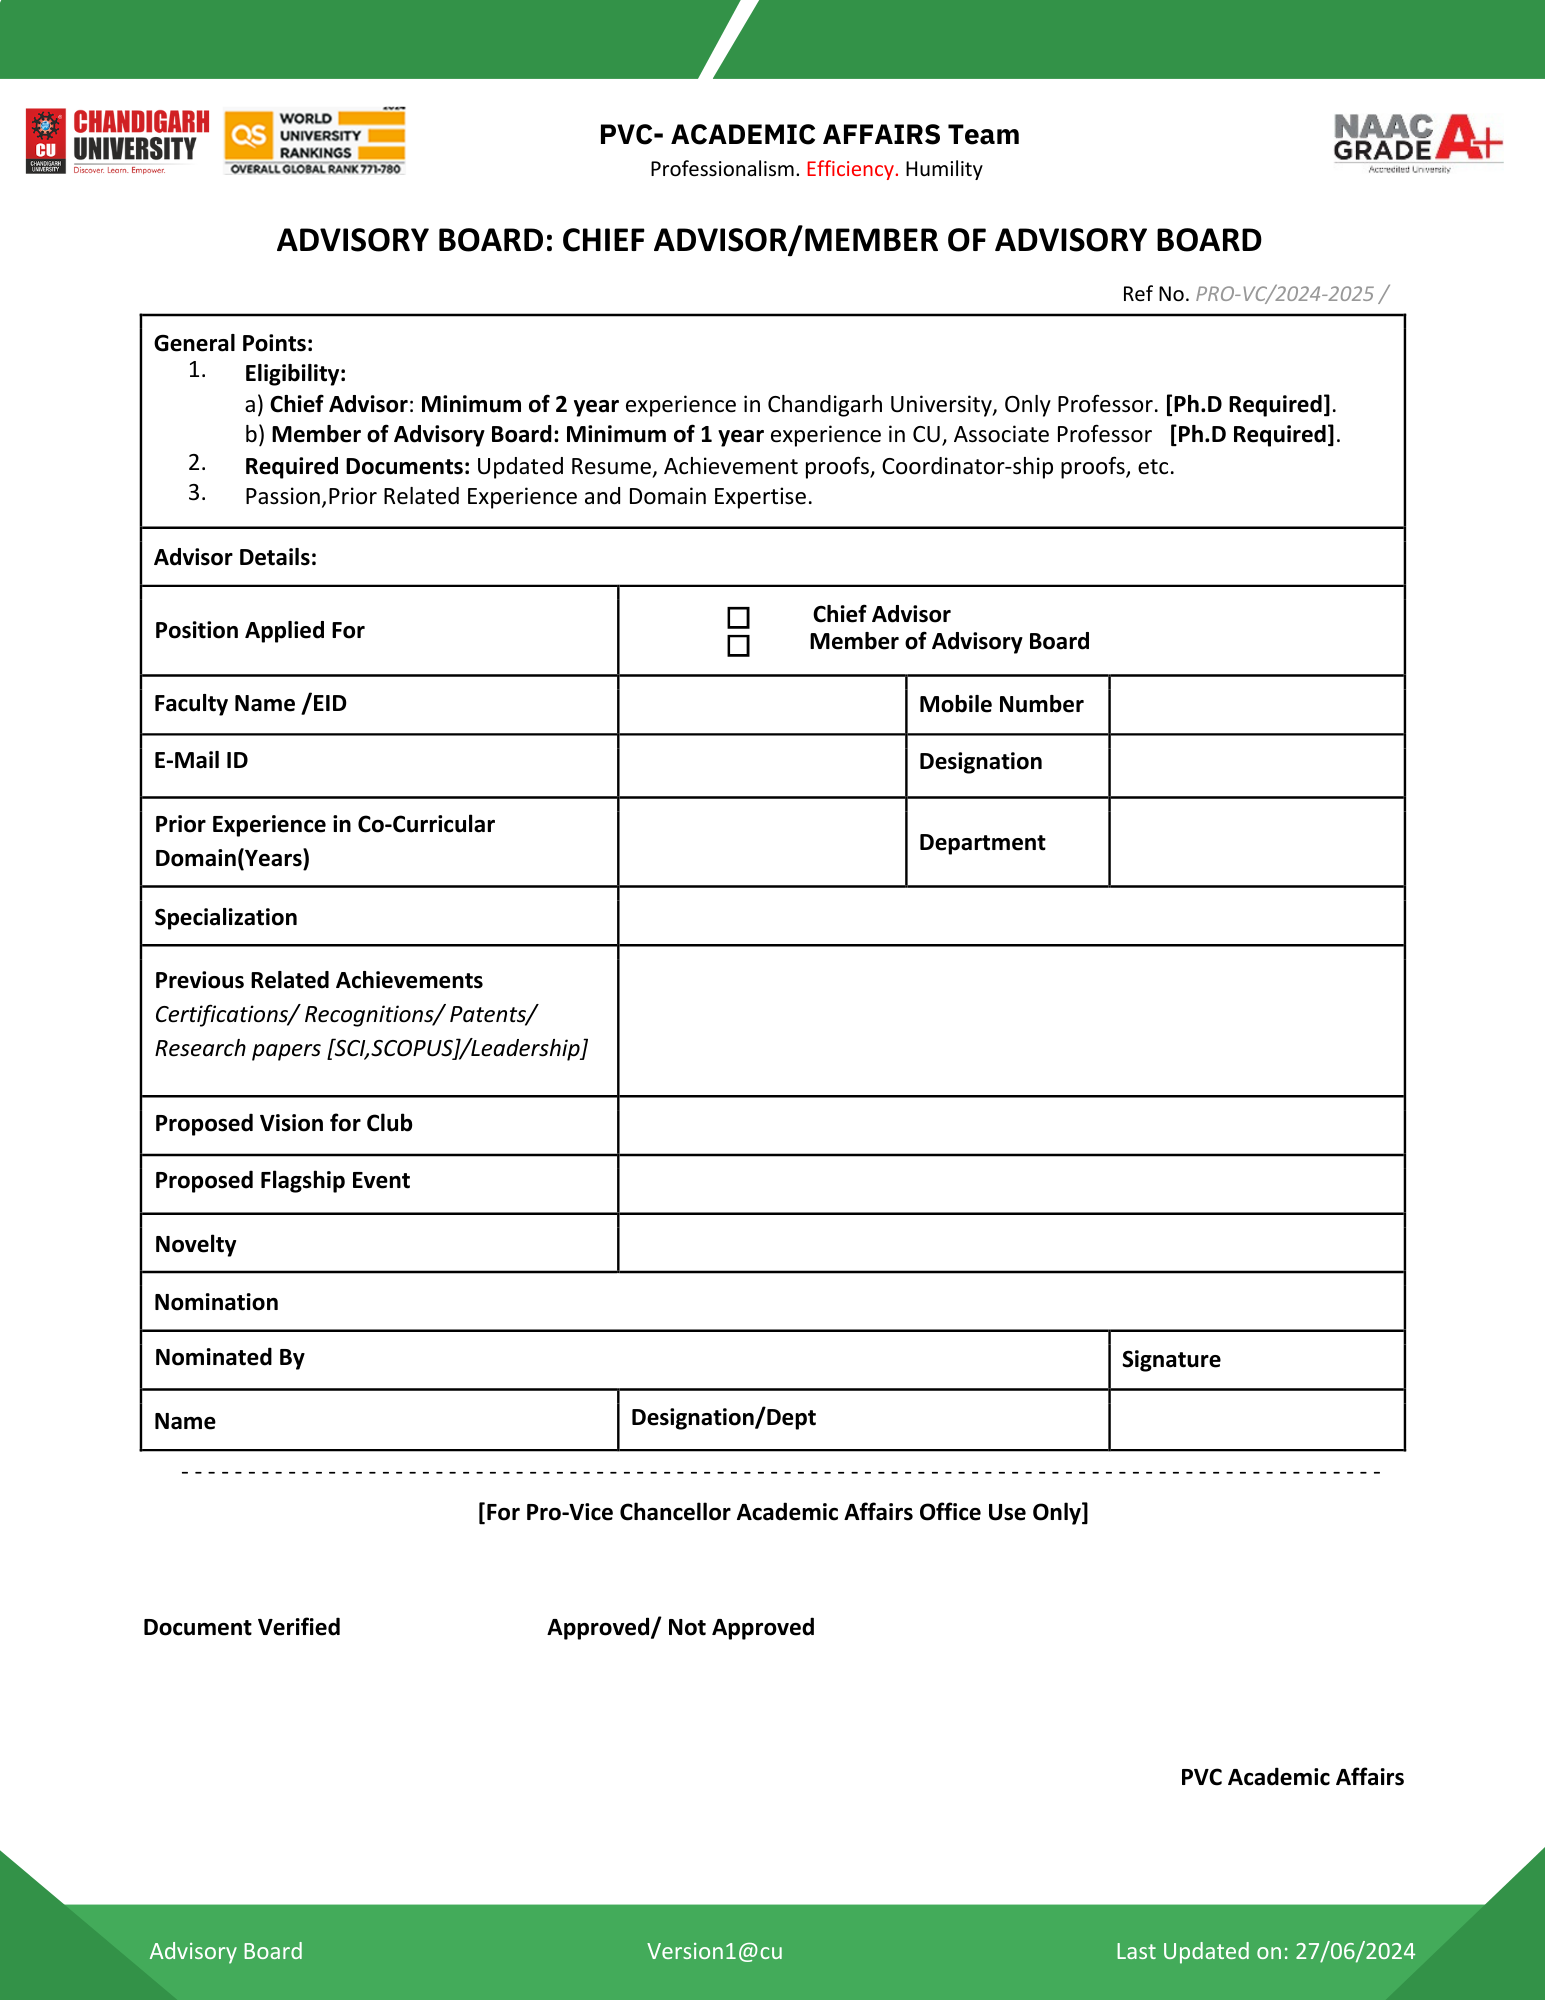 CHANDIGARH
UNIVERSITY
Discover. Learn. Empower.
CU
CHANDIGARH
UNIVERSITY
QS
WORLD
UNIVERSITY
RANKINGS
OVERALL GLOBAL RANK 771-780
PVC- ACADEMIC AFFAIRS Team
Professionalism. Efficiency. Humility
NAAC
GRADE A+
Accredited University
ADVISORY BOARD: CHIEF ADVISOR/MEMBER OF ADVISORY BOARD
Ref No. PRO-VC/2024-2025 /
General Points:
1. Eligibility:
a) Chief Advisor: Minimum of 2 year experience in Chandigarh University, Only Professor. [Ph.D Required].
b) Member of Advisory Board: Minimum of 1 year experience in CU, Associate Professor [Ph.D Required].
2. Required Documents: Updated Resume, Achievement proofs, Coordinator-ship proofs, etc.
3. Passion,Prior Related Experience and Domain Expertise.
Advisor Details:
Position Applied For
☐ Chief Advisor
☐ Member of Advisory Board
Faculty Name /EID
Mobile Number
E-Mail ID
Designation
Prior Experience in Co-Curricular
Domain(Years)
Department
Specialization
Previous Related Achievements
Certifications/ Recognitions/ Patents/
Research papers [SCI,SCOPUS]/Leadership]
Proposed Vision for Club
Proposed Flagship Event
Novelty
Nomination
Nominated By
Signature
Name
Designation/Dept
[For Pro-Vice Chancellor Academic Affairs Office Use Only]
Document Verified
Approved/ Not Approved
PVC Academic Affairs
Advisory Board
Version1@cu
Last Updated on: 27/06/2024